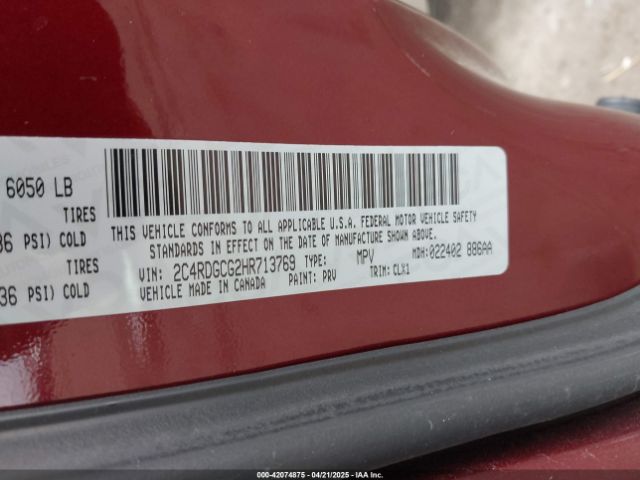 6050 LB
TIRES
36 PSI) COLD
TIRES
36 PSI) COLD
THIS VEHICLE CONFORMS TO ALL APPLICABLE U.S.A. FEDERAL MOTOR VEHICLE SAFETY
STANDARDS IN EFFECT ON THE DATE OF MANUFACTURE SHOWN ABOVE.
VIN: 2C4RDGCG2HR713769 TYPE: MPV MDH: 022402 886AA
VEHICLE MADE IN CANADA PAINT: PRV TRIM: CLX1
000-42074875 - 04/21/2025 - IAAI.COM